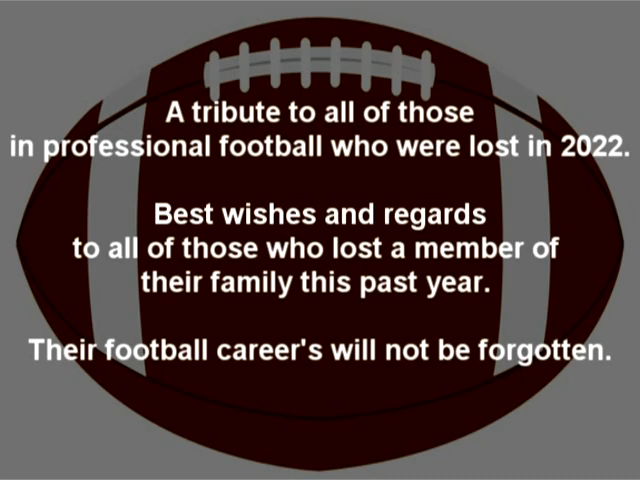 A tribute to all of those
in professional football who were lost in 2022.
Best wishes and regards
to all of those who lost a member of
their family this past year.
Their football career's will not be forgotten.